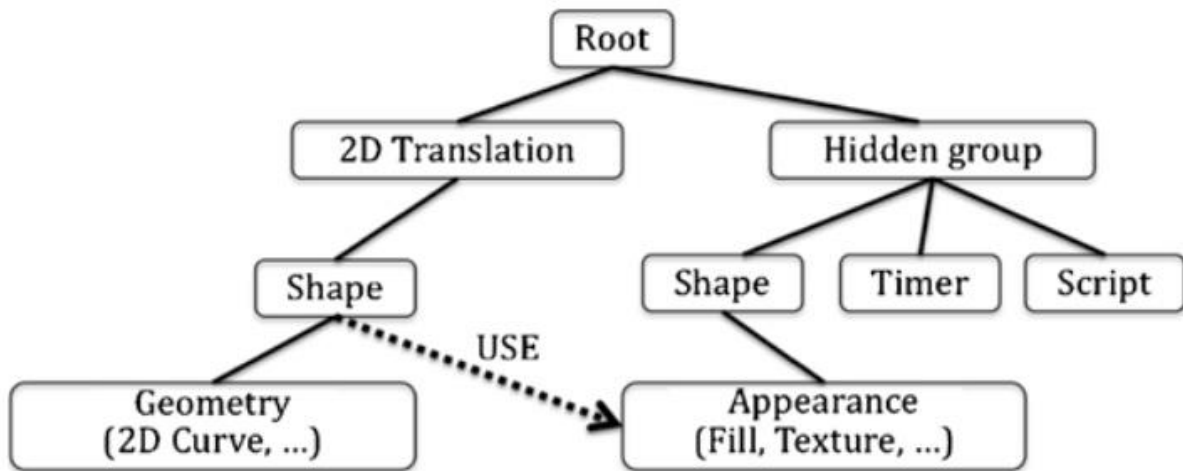 Root
2D Translation
Hidden group
Shape
Shape
Timer
Script
USE
Geometry
(2D Curve, ...)
Appearance
(Fill, Texture, ...)